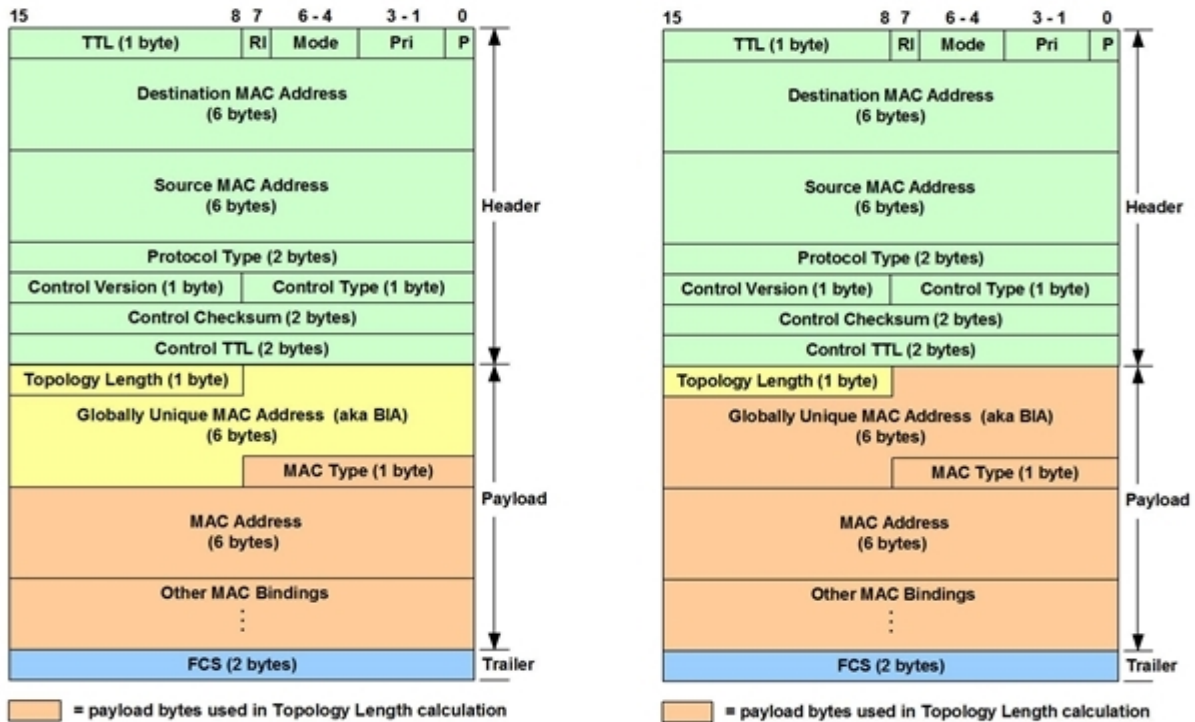 15 8 7 6 - 4 3 - 1 0
TTL (1 byte) RI Mode Pri P
Destination MAC Address
(6 bytes)
Source MAC Address
(6 bytes)
Header
Protocol Type (2 bytes)
Control Version (1 byte) Control Type (1 byte)
Control Checksum (2 bytes)
Control TTL (2 bytes)
Topology Length (1 byte)
Globally Unique MAC Address (aka BIA)
(6 bytes)
MAC Type (1 byte)
Payload
MAC Address
(6 bytes)
Other MAC Bindings
FCS (2 bytes) Trailer
= payload bytes used in Topology Length calculation
15 8 7 6 - 4 3 - 1 0
TTL (1 byte) RI Mode Pri P
Destination MAC Address
(6 bytes)
Source MAC Address
(6 bytes)
Header
Protocol Type (2 bytes)
Control Version (1 byte) Control Type (1 byte)
Control Checksum (2 bytes)
Control TTL (2 bytes)
Topology Length (1 byte)
Globally Unique MAC Address (aka BIA)
(6 bytes)
MAC Type (1 byte)
Payload
MAC Address
(6 bytes)
Other MAC Bindings
FCS (2 bytes) Trailer
= payload bytes used in Topology Length calculation